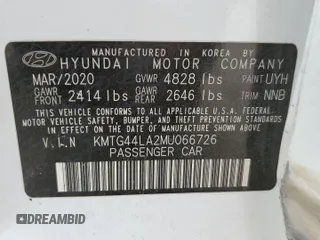 MANUFACTURED IN KOREA BY
HYUNDAI MOTOR COMPANY
MAR/2020 GVWR 4828 lbs PAINT UYH
GAWR FRONT 2414 lbs GAWR REAR 2646 lbs TRIM NNB
THIS VEHICLE CONFORMS TO ALL APPLICABLE U.S.
FEDERAL MOTOR VEHICLE SAFETY,
BUMPER, AND THEFT PREVENTION
STANDARDS IN EFFECT ON THE DATE OF
MANUFACTURE SHOWN ABOVE.
V.I.N KMTG44LA2MU066726
PASSENGER CAR
DREAMBID